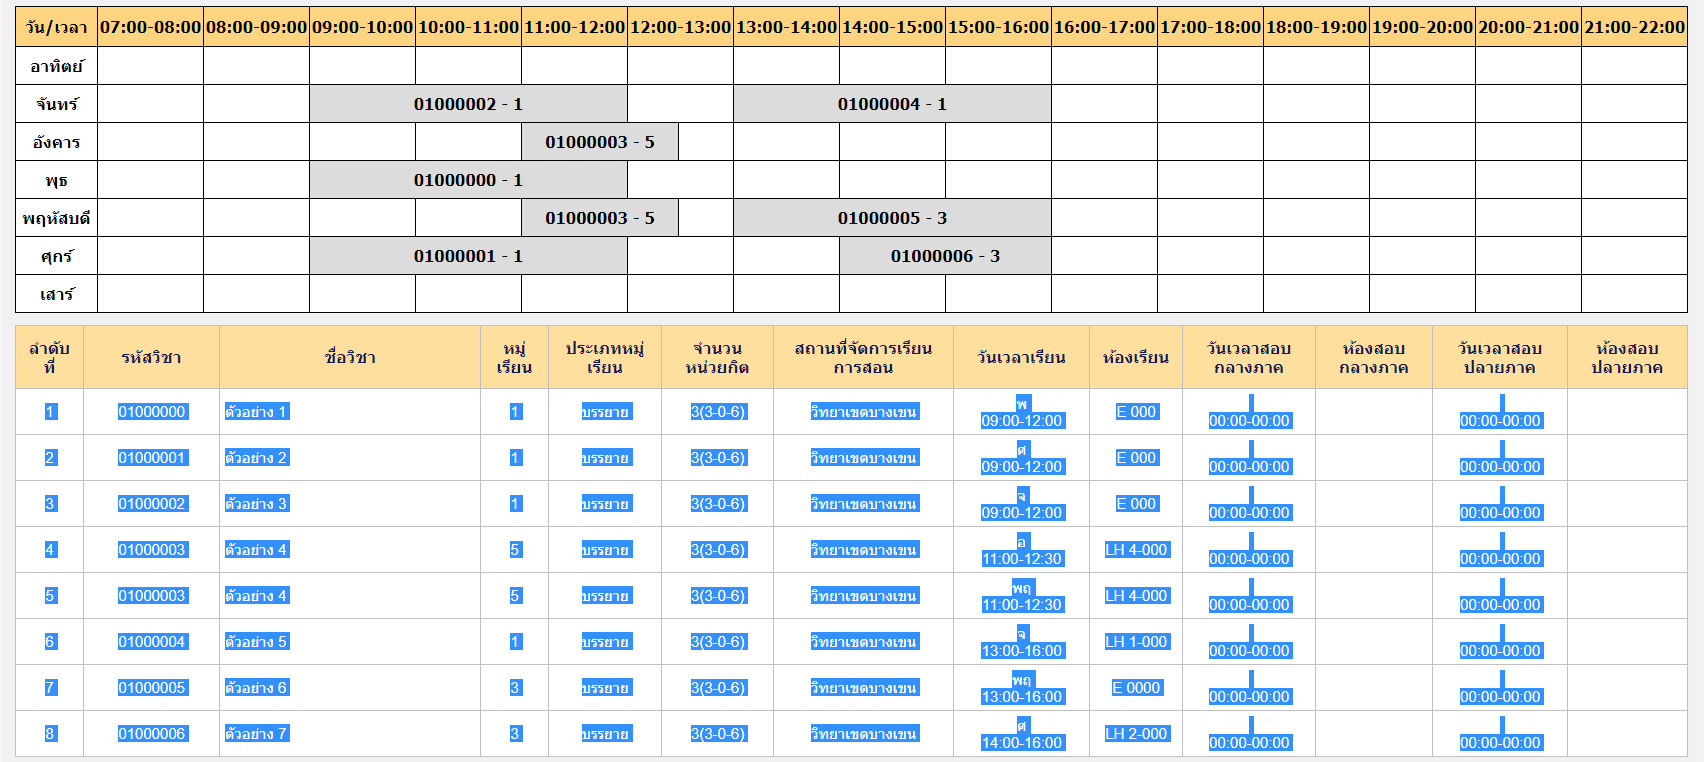 วัน/เวลา 07:00-08:00 08:00-09:00 09:00-10:00 10:00-11:00 11:00-12:00 12:00-13:00 13:00-14:00 14:00-15:00 15:00-16:00 16:00-17:00 17:00-18:00 18:00-19:00 19:00-20:00 20:00-21:00 21:00-22:00
อาทิตย์
จันทร์ 01000002 - 1 01000004 - 1
อังคาร 01000003 - 5
พุธ 01000000 - 1
พฤหัสบดี 01000003 - 5 01000005 - 3
ศุกร์ 01000001 - 1 01000006 - 3
เสาร์
ลำดับ
ที่
รหัสวิชา
ชื่อวิชา
หมู่
เรียน
ประเภทหมู่
เรียน
จำนวน
หน่วยกิต
สถานที่จัดการเรียน
การสอน
วันเวลาเรียน
ห้องเรียน
วันเวลาสอบ
กลางภาค
ห้องสอบ
กลางภาค
วันเวลาสอบ
ปลายภาค
ห้องสอบ
ปลายภาค
1 01000000 ตัวอย่าง 1 1 บรรยาย 3(3-0-6) วิทยาเขตบางเขน พ
09:00-12:00 E 000 00:00-00:00 00:00-00:00
2 01000001 ตัวอย่าง 2 1 บรรยาย 3(3-0-6) วิทยาเขตบางเขน ศ
09:00-12:00 E 000 00:00-00:00 00:00-00:00
3 01000002 ตัวอย่าง 3 1 บรรยาย 3(3-0-6) วิทยาเขตบางเขน จ
09:00-12:00 E 000 00:00-00:00 00:00-00:00
4 01000003 ตัวอย่าง 4 5 บรรยาย 3(3-0-6) วิทยาเขตบางเขน อ
11:00-12:30 LH 4-000 00:00-00:00 00:00-00:00
5 01000003 ตัวอย่าง 4 5 บรรยาย 3(3-0-6) วิทยาเขตบางเขน พฤ
11:00-12:30 LH 4-000 00:00-00:00 00:00-00:00
6 01000004 ตัวอย่าง 5 1 บรรยาย 3(3-0-6) วิทยาเขตบางเขน จ
13:00-16:00 LH 1-000 00:00-00:00 00:00-00:00
7 01000005 ตัวอย่าง 6 3 บรรยาย 3(3-0-6) วิทยาเขตบางเขน พฤ
13:00-16:00 E 0000 00:00-00:00 00:00-00:00
8 01000006 ตัวอย่าง 7 3 บรรยาย 3(3-0-6) วิทยาเขตบางเขน ศ
14:00-16:00 LH 2-000 00:00-00:00 00:00-00:00